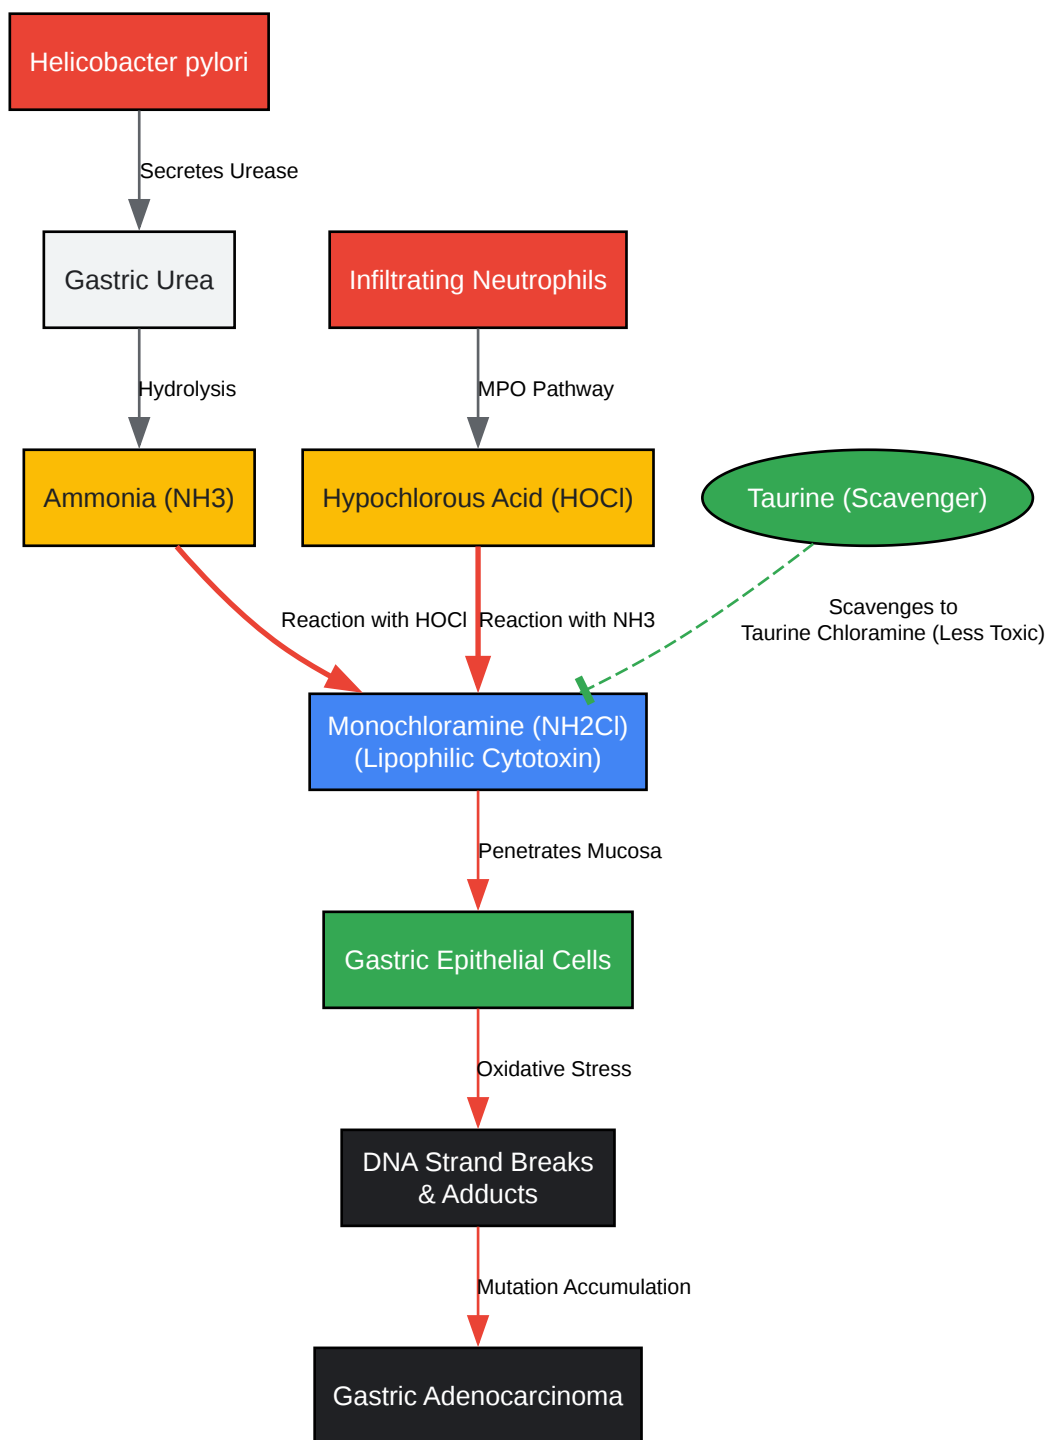 Helicobacter pylori
Secretes Urease
Gastric Urea
Infiltrating Neutrophils
Hydrolysis
MPO Pathway
Ammonia (NH3)
Hypochlorous Acid (HOCl)
Taurine (Scavenger)
Reaction with HOCl
Reaction with NH3
Scavenges to
Taurine Chloramine (Less Toxic)
Monochloramine (NH2Cl)
(Lipophilic Cytotoxin)
Penetrates Mucosa
Gastric Epithelial Cells
Oxidative Stress
DNA Strand Breaks
& Adducts
Mutation Accumulation
Gastric Adenocarcinoma